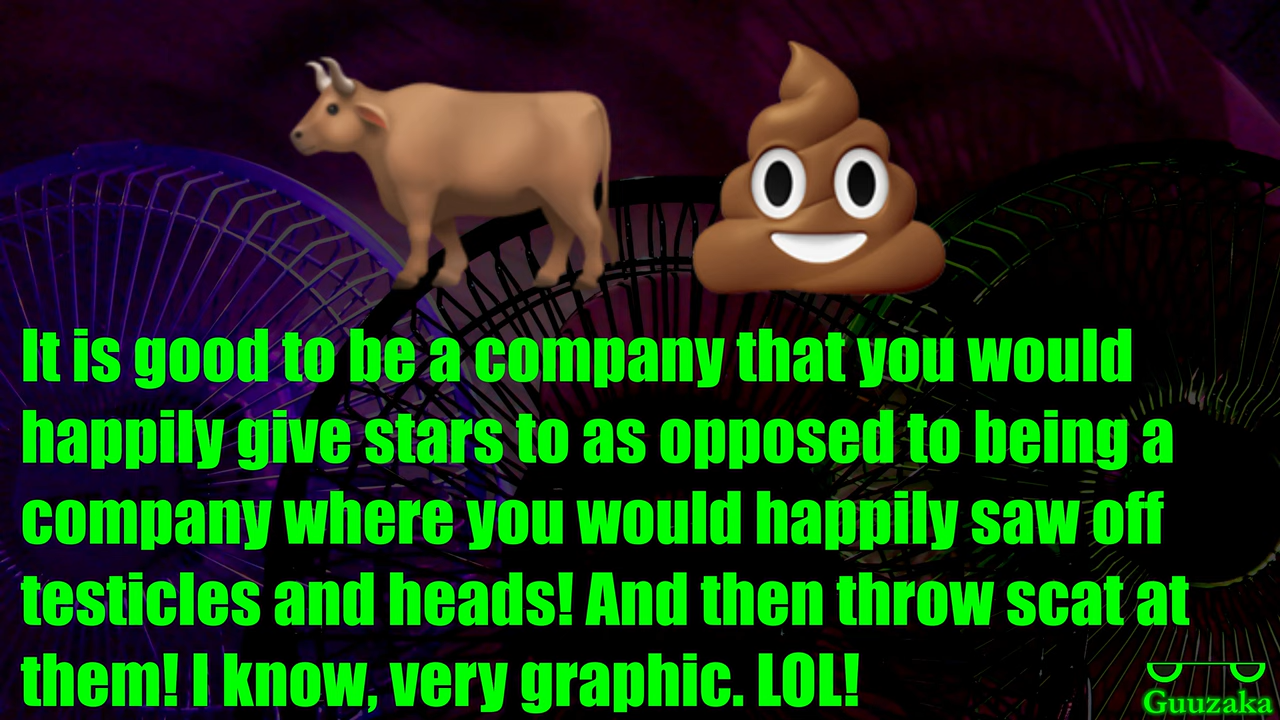 It is good to be a company that you would
happily give stars to as opposed to being a
company where you would happily saw off
testicles and heads! And then throw scat at
them! I know, very graphic. LOL!
Guuzaka